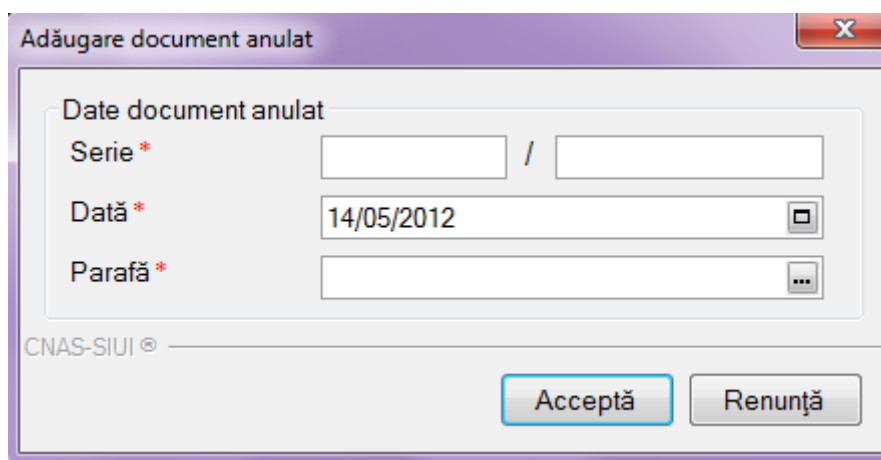 Adăugare document anulat
Date document anulat
Serie * /
Dată * 14/05/2012
Parafă * ...
CNAS-SIUI ®
Acceptă Renunţă